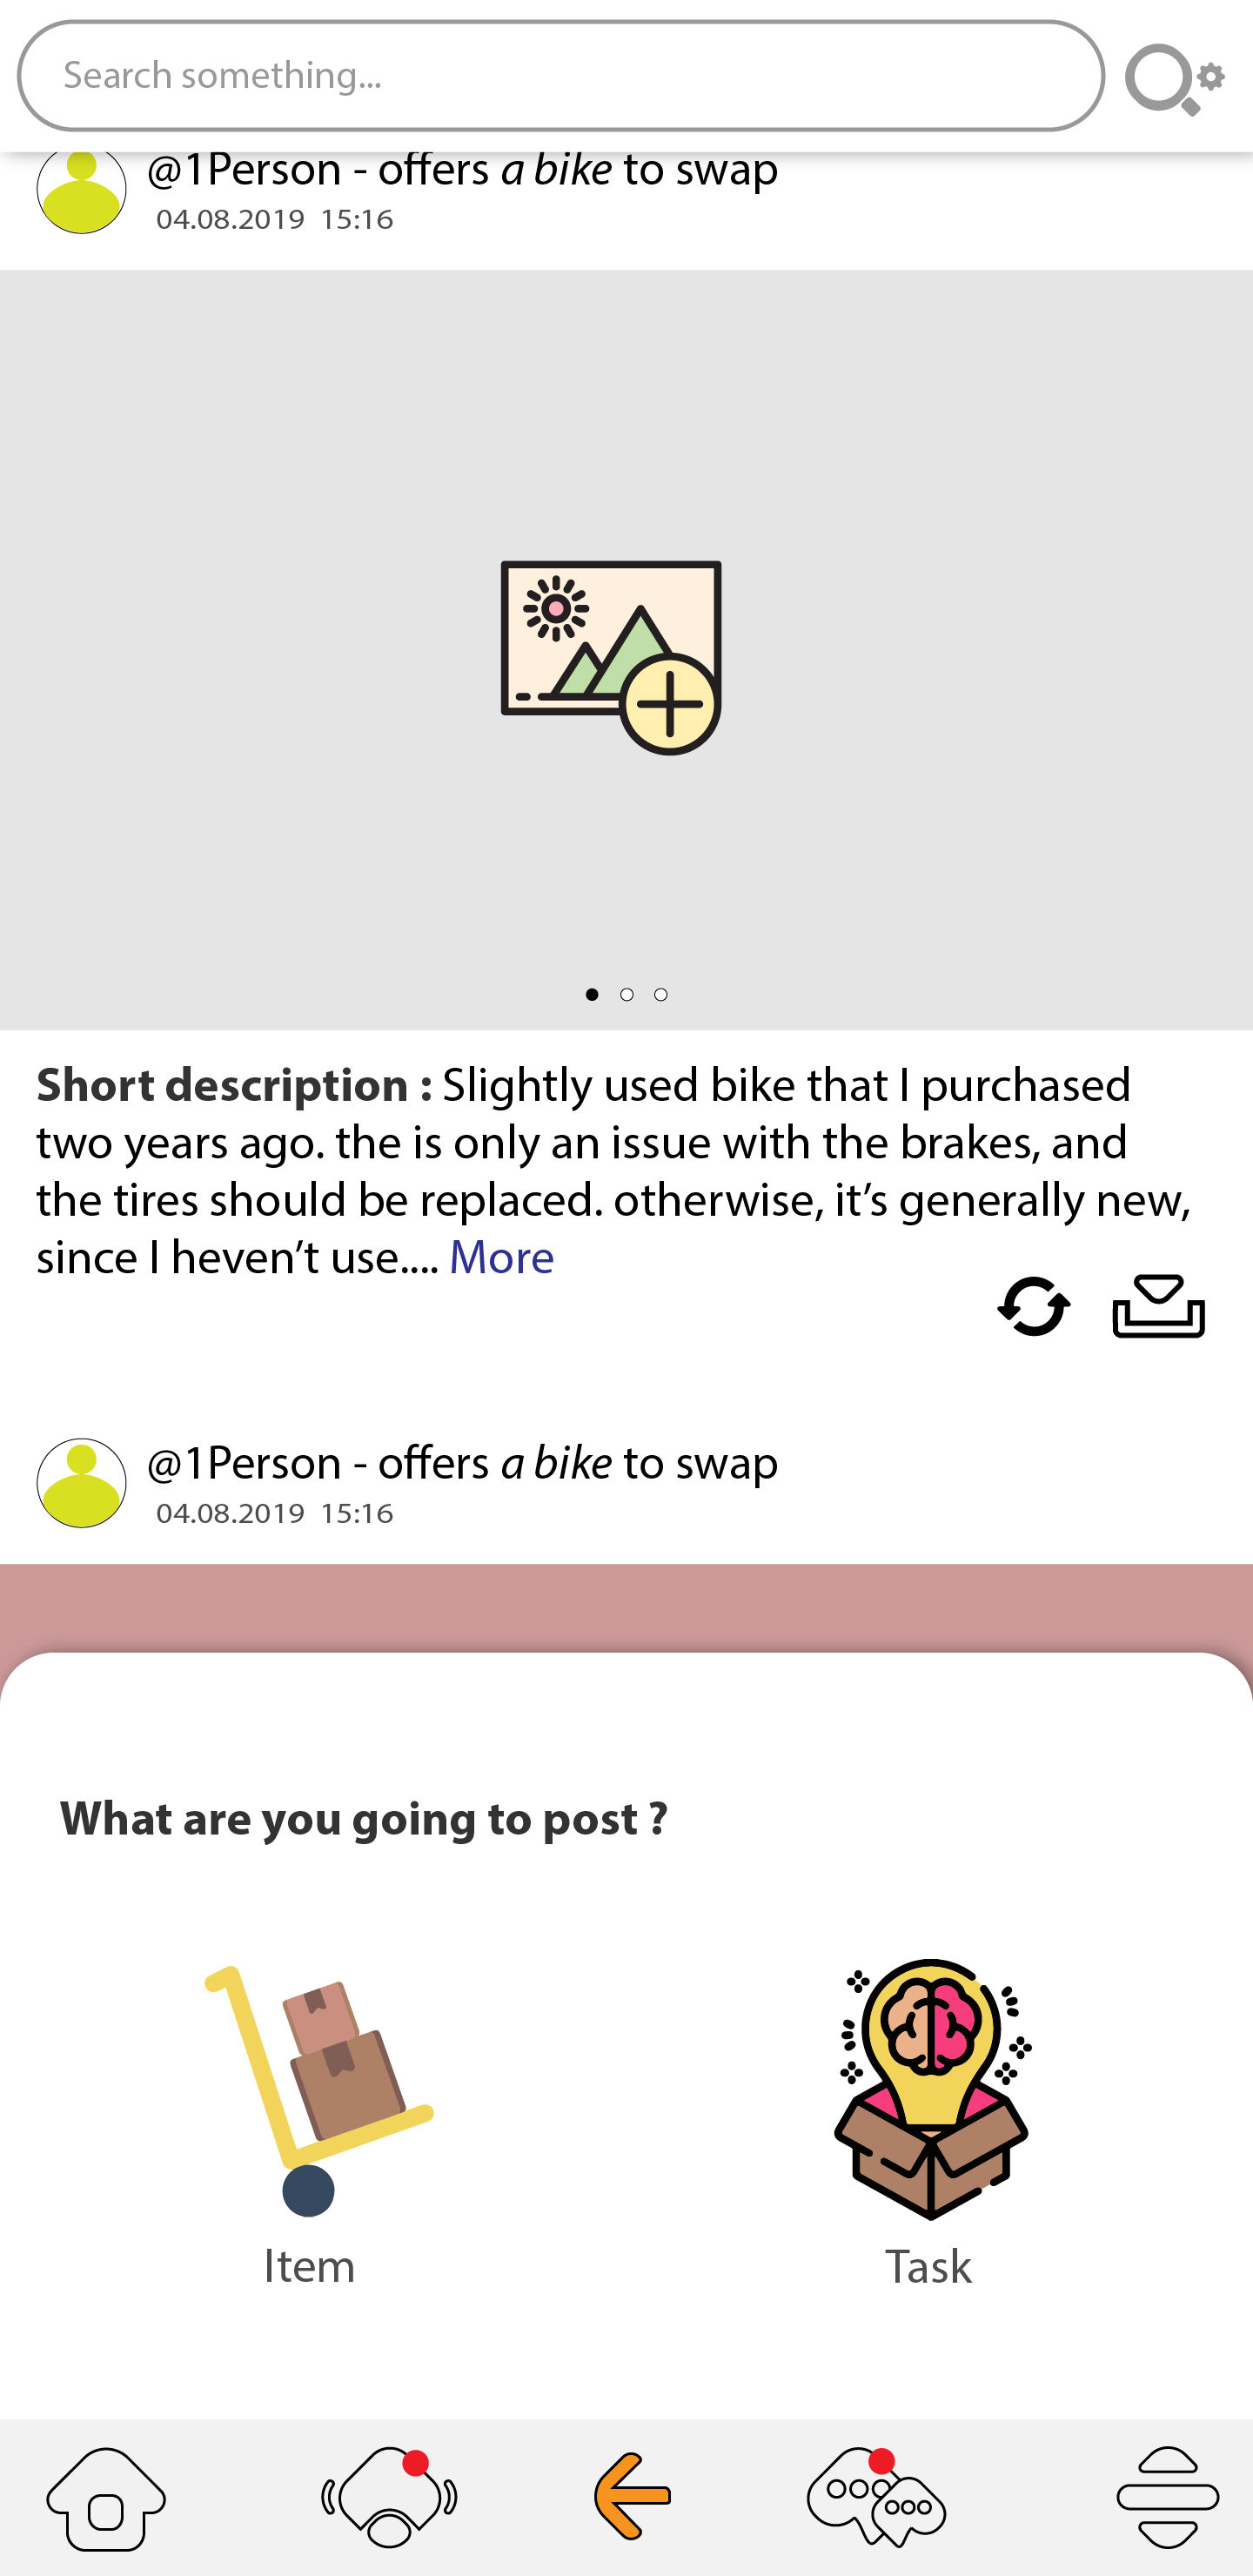 Search something...
@1Person - offers a bike to swap
04.08.2019 15:16
Short description : Slightly used bike that I purchased
two years ago. the is only an issue with the brakes, and
the tires should be replaced. otherwise, it’s generally new,
since I heven’t use.... More
@1Person - offers a bike to swap
04.08.2019 15:16
What are you going to post ?
Item
Task